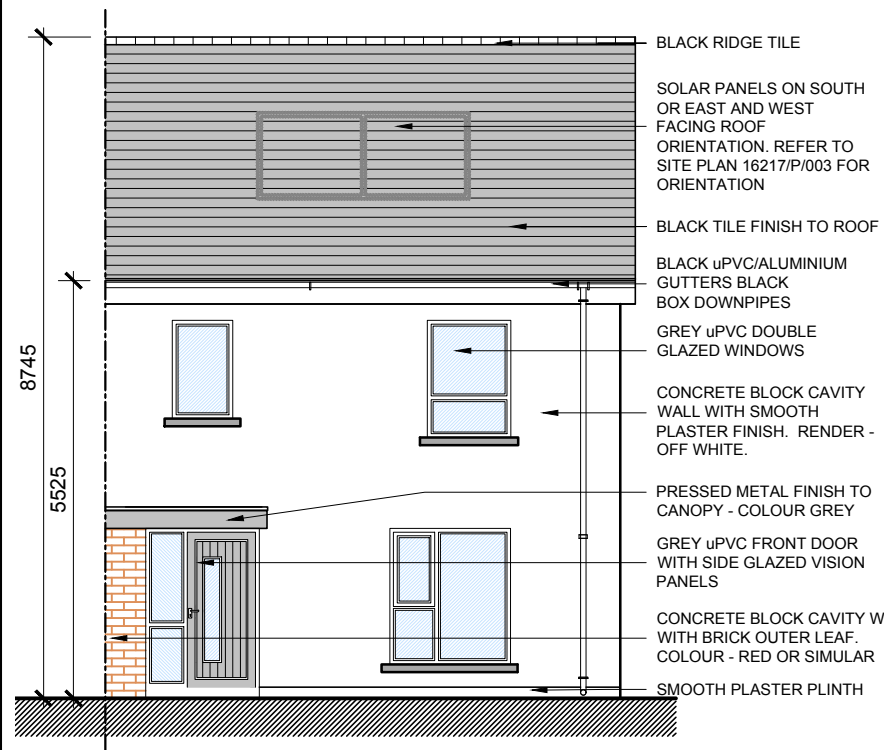 BLACK RIDGE TILE
SOLAR PANELS ON SOUTH
OR EAST AND WEST
FACING ROOF
ORIENTATION. REFER TO
SITE PLAN 16217/P/003 FOR
ORIENTATION
BLACK TILE FINISH TO ROOF
BLACK uPVC/ALUMINIUM
GUTTERS BLACK
BOX DOWNPIPES
GREY uPVC DOUBLE
GLAZED WINDOWS
CONCRETE BLOCK CAVITY
WALL WITH SMOOTH
PLASTER FINISH. RENDER -
OFF WHITE.
PRESSED METAL FINISH TO
CANOPY - COLOUR GREY
GREY uPVC FRONT DOOR
WITH SIDE GLAZED VISION
PANELS
CONCRETE BLOCK CAVITY W
WITH BRICK OUTER LEAF.
COLOUR - RED OR SIMULAR
SMOOTH PLASTER PLINTH
8745
5525